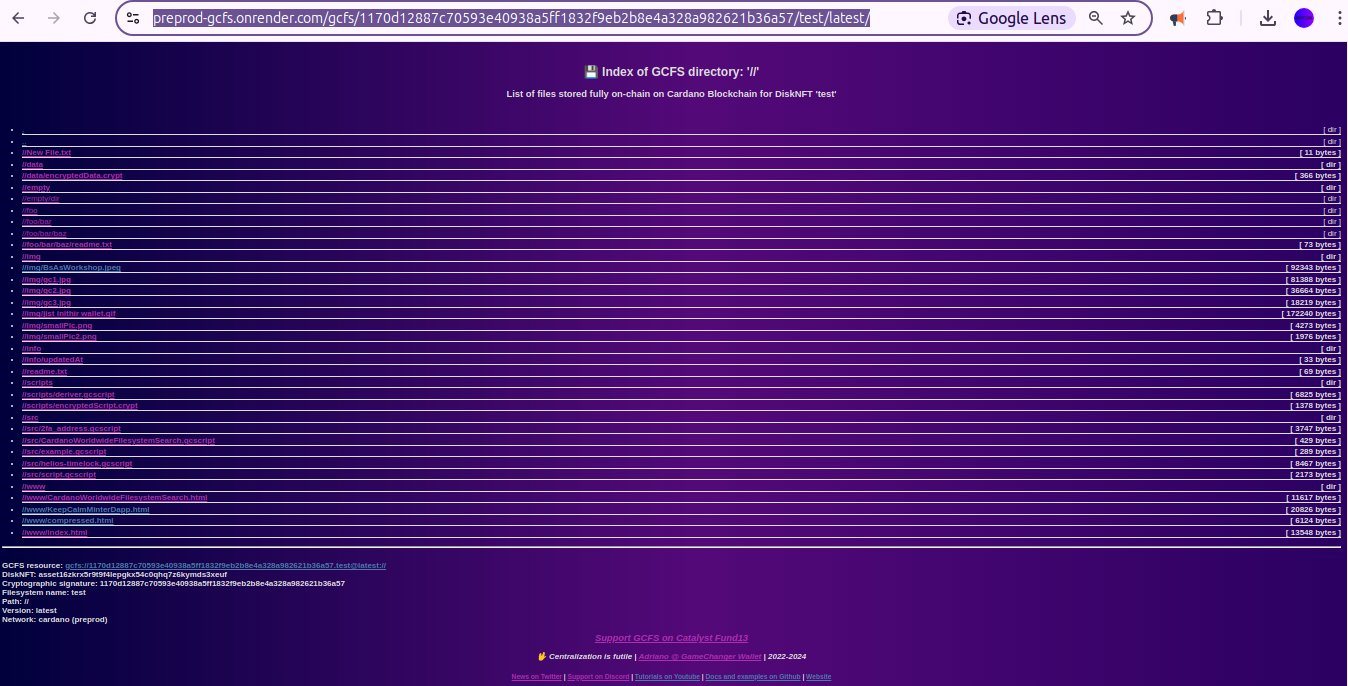 preprod-gcfs.onrender.com/gcfs/1170d12887c70593e40938a5ff1832f9eb2b8e4a328a982621b36a57/test/latest/ Google Lens
💾 Index of GCFS directory: '//'
List of files stored fully on-chain on Cardano Blockchain for DiskNFT 'test'
. [ dir ]
.. [ dir ]
//New File.txt [ 11 bytes ]
//data [ dir ]
//data/encryptedData.crypt [ 366 bytes ]
//empty [ dir ]
//empty/dir [ dir ]
//foo [ dir ]
//foo/bar [ dir ]
//foo/bar/baz [ dir ]
//foo/bar/baz/readme.txt [ 73 bytes ]
//img [ dir ]
//img/BsAsWorkshop.jpeg [ 92343 bytes ]
//img/gc1.jpg [ 81388 bytes ]
//img/gc2.jpg [ 36664 bytes ]
//img/gc3.jpg [ 18219 bytes ]
//img/jist inithir wallet.gif [ 172240 bytes ]
//img/smallPic.png [ 4273 bytes ]
//img/smallPic2.png [ 1976 bytes ]
//info [ dir ]
//info/updatedAt [ 33 bytes ]
//readme.txt [ 69 bytes ]
//scripts [ dir ]
//scripts/deriver.gcscript [ 6825 bytes ]
//scripts/encryptedScript.crypt [ 1378 bytes ]
//src [ dir ]
//src/2fa_address.gcscript [ 3747 bytes ]
//src/CardanoWorldwideFilesystemSearch.gcscript [ 429 bytes ]
//src/example.gcscript [ 289 bytes ]
//src/helios-timelock.gcscript [ 8467 bytes ]
//src/script.gcscript [ 2173 bytes ]
//www [ dir ]
//www/CardanoWorldwideFilesystemSearch.html [ 11617 bytes ]
//www/KeepCalmMinterDapp.html [ 20826 bytes ]
//www/compressed.html [ 6124 bytes ]
//www/index.html [ 13548 bytes ]
GCFS resource: gcfs://1170d12887c70593e40938a5ff1832f9eb2b8e4a328a982621b36a57.test@latest://
DiskNFT: asset16zkrx5r9t9f4lepgkx54c0qhq7z6kymds3xeuf
Cryptographic signature: 1170d12887c70593e40938a5ff1832f9eb2b8e4a328a982621b36a57
Filesystem name: test
Path: //
Version: latest
Network: cardano (preprod)
Support GCFS on Catalyst Fund13
🖖 Centralization is futile | Adriano @ GameChanger Wallet | 2022-2024
News on Twitter | Support on Discord | Tutorials on Youtube | Docs and examples on Github | Website